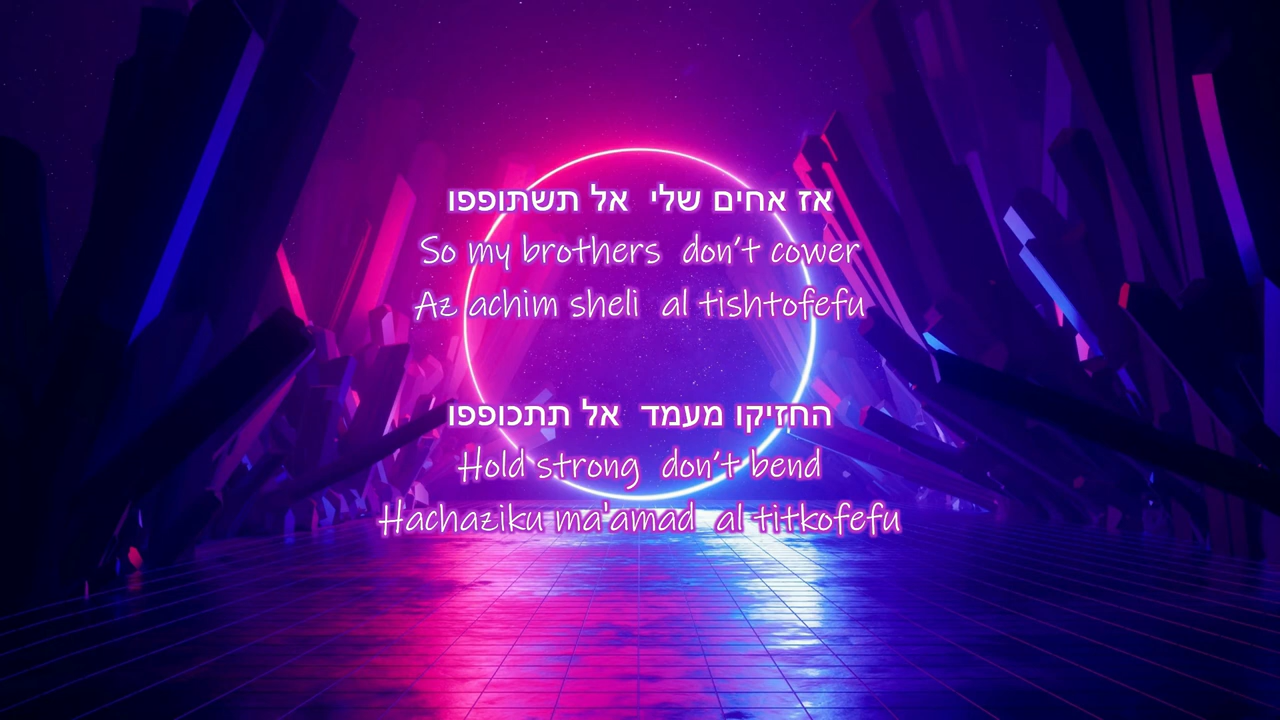 אז אחים שלי  אל תשתופפו
So my brothers  don't cower
Az achim sheli  al tishtofefu
החזיקו מעמד  אל תתכופפו
Hold strong  don't bend
Hachaziku ma'amad  al titkofefu